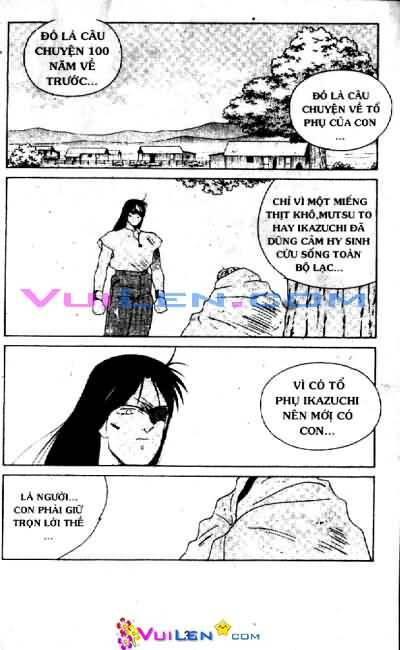 ĐÓ LÀ CÂU
CHUYỆN 100
NĂM VỀ
TRƯỚC...
ĐÓ LÀ CÂU
CHUYỆN VỀ TỔ
PHỤ CỦA CON
...
CHỈ VÌ MỘT MIẾNG
THỊT KHÔ,MUTSU TO
HAY IKAZUCHI ĐÃ
DŨNG CẢM HY SINH
CỨU SỐNG TOÀN
BỘ LẠC...
VUILEN.COM
VÌ CÓ TỔ
PHỤ IKAZUCHI
NÊN MỚI CÓ
CON...
LÀ NGƯỜI...
CON PHẢI GIỮ
TRỌN LỜI THỀ
...
3
VUILEN.COM